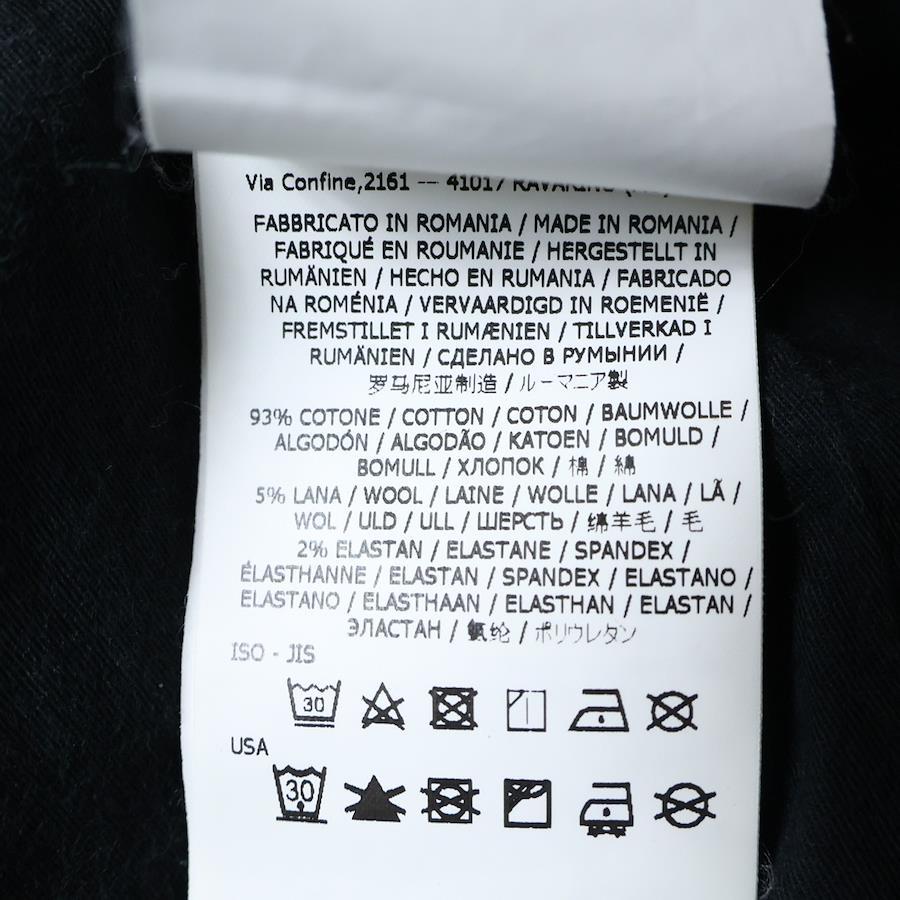 Via Confine,2161 -- 41017
FABBRICATO IN ROMANIA / MADE IN ROMANIA /
FABRIQUÉ EN ROUMANIE / HERGESTELLT IN
RUMÄNIEN / HECHO EN RUMANIA / FABRICADO
NA ROMÉNIA / VERVAARDIGD IN ROEMENIË /
FREMSTILLET I RUMÆNIEN / TILLVERKAD I
RUMÄNIEN / СДЕЛАНО В РУМЫНИИ /
罗马尼亚制造 / ルーマニア製
93% COTONE / COTTON / COTON / BAUMWOLLE /
ALGODÓN / ALGODÃO / KATOEN / BOMULD /
BOMULL / ХЛОПОК / 棉 / 綿
5% LANA / WOOL / LAINE / WOLLE / LANA / LÃ /
WOL / ULD / ULL / ШЕРСТЬ / 绵羊毛 / 毛
2% ELASTAN / ELASTANE / SPANDEX /
ÉLASTHANNE / ELASTAN / SPANDEX / ELASTANO /
ELASTANO / ELASTHAAN / ELASTHAN / ELASTAN /
ЭЛАСТАН / 氨纶 / ポリウレタン
ISO - JIS
30
USA
30